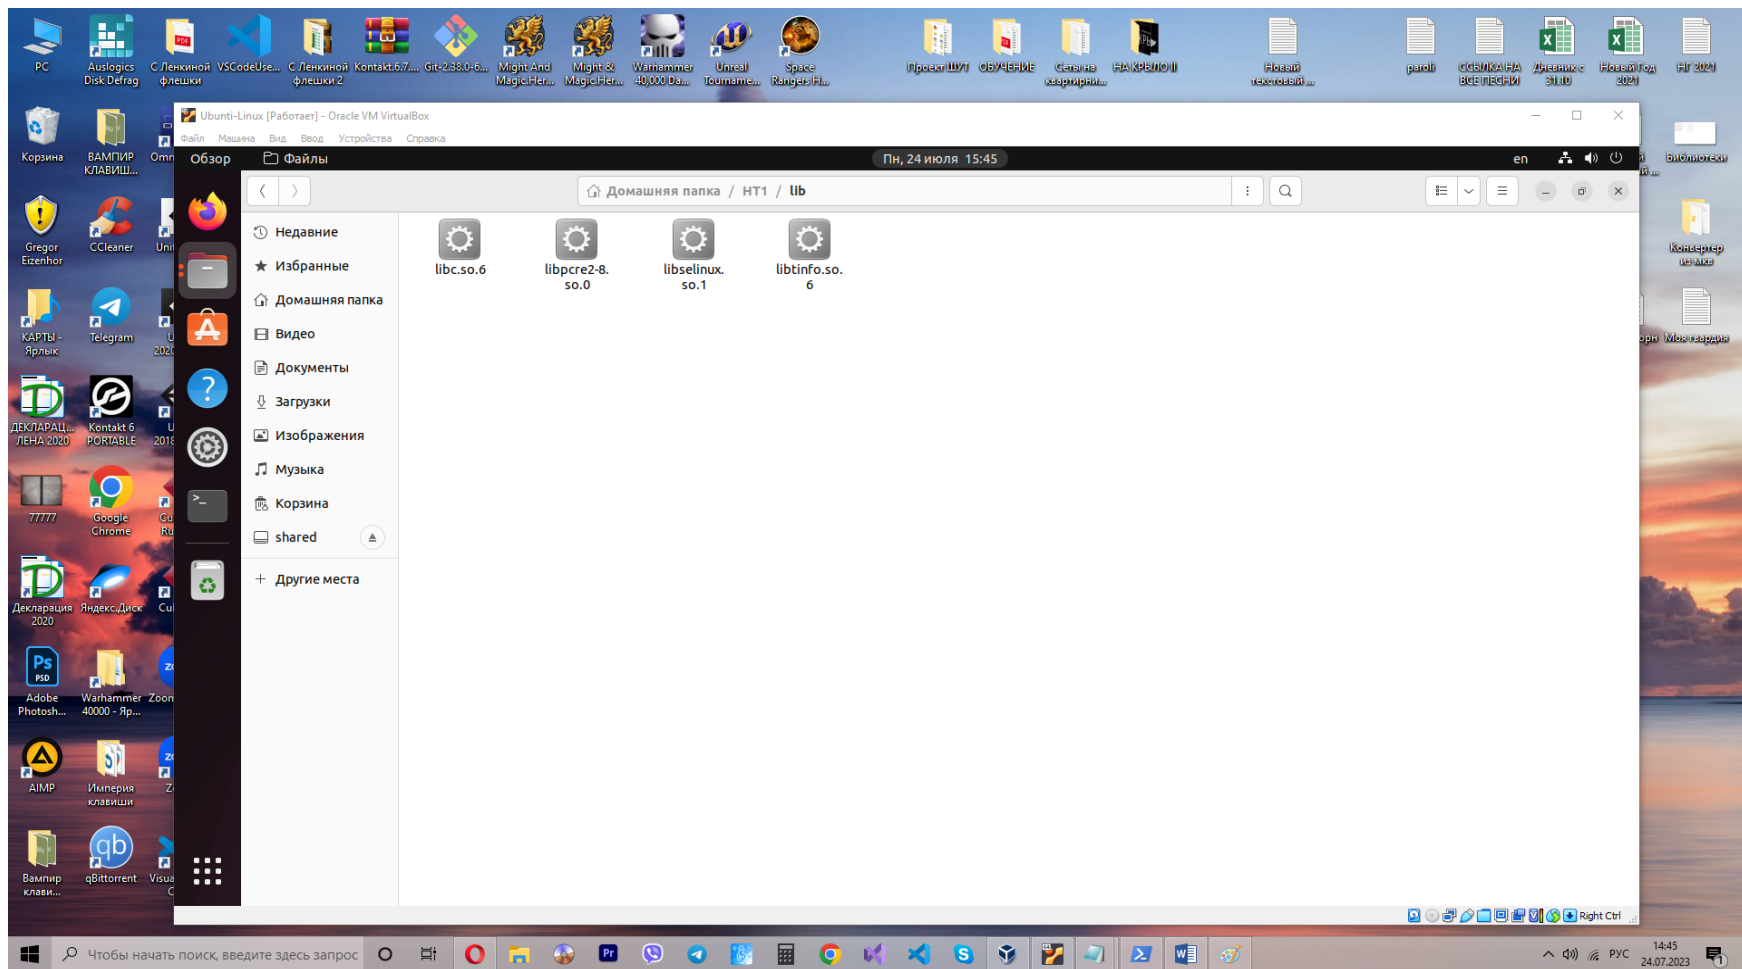 PC
Auslogics
Disk Defrag
С Ленкиной
флешки
VSCodeUse...
С Ленкиной
флешки 2
Kontakt.6.7....
Git-2.38.0-6...
Might And
Magic.Her...
Might &
Magic.Her...
Warhammer
40,000 Da...
Unreal
Tourname...
Space
Rangers H...
Проект ШУТ
ОБУЧЕНИЕ
Сеты на
квартирни...
НА КРЫЛО II
Новый
текстовый ...
paroli
ССЫЛКА НА
ВСЕ ПЕСНИ
Дневник с
31.10
Новый Год
2021
НГ 2021
Ubunti-Linux [Работает] - Oracle VM VirtualBox
Файл Машина Вид Ввод Устройства Справка
Обзор Файлы Пн, 24 июля 15:45 en
Домашняя папка / HT1 / lib
Недавние
Избранные
Домашняя папка
Видео
Документы
Загрузки
Изображения
Музыка
Корзина
shared
Другие места
libc.so.6
libpcre2-8.
so.0
libselinux.
so.1
libtinfo.so.
6
Right Ctrl
Корзина
ВАМПИР
КЛАВИШ...
Gregor
Eizenhor
CCleaner
КАРТЫ -
Ярлык
Telegram
ДЕКЛАРАЦ...
ЛЕНА 2020
Kontakt 6
PORTABLE
2018
77777
Google
Chrome
Декларация
2020
Яндекс.Диск
Adobe
Photosh...
Warhammer
40000 - Яр...
Zoom
AIMP
Империя
клавиши
Вампир
клави...
qBittorrent
Visua
Библиотеки
Конвертер
из мкв
Моя гвардия
Чтобы начать поиск, введите здесь запрос
РУС
14:45
24.07.2023